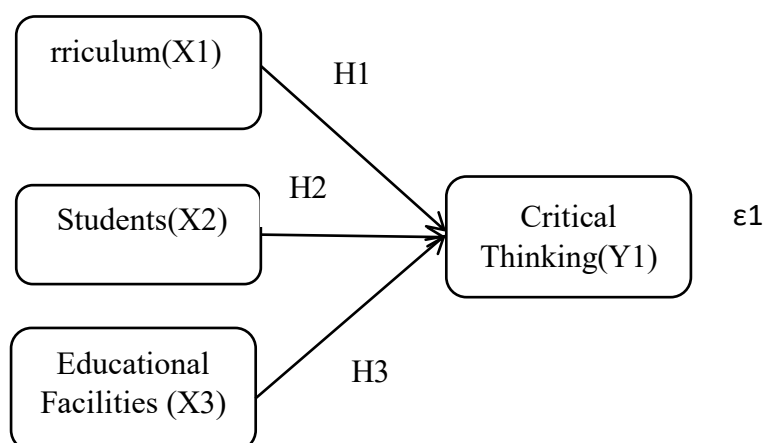 rriculum(X1)
H1
H2
Students(X2)
Critical
Thinking(Y1)
ε1
Educational
Facilities (X3)
H3